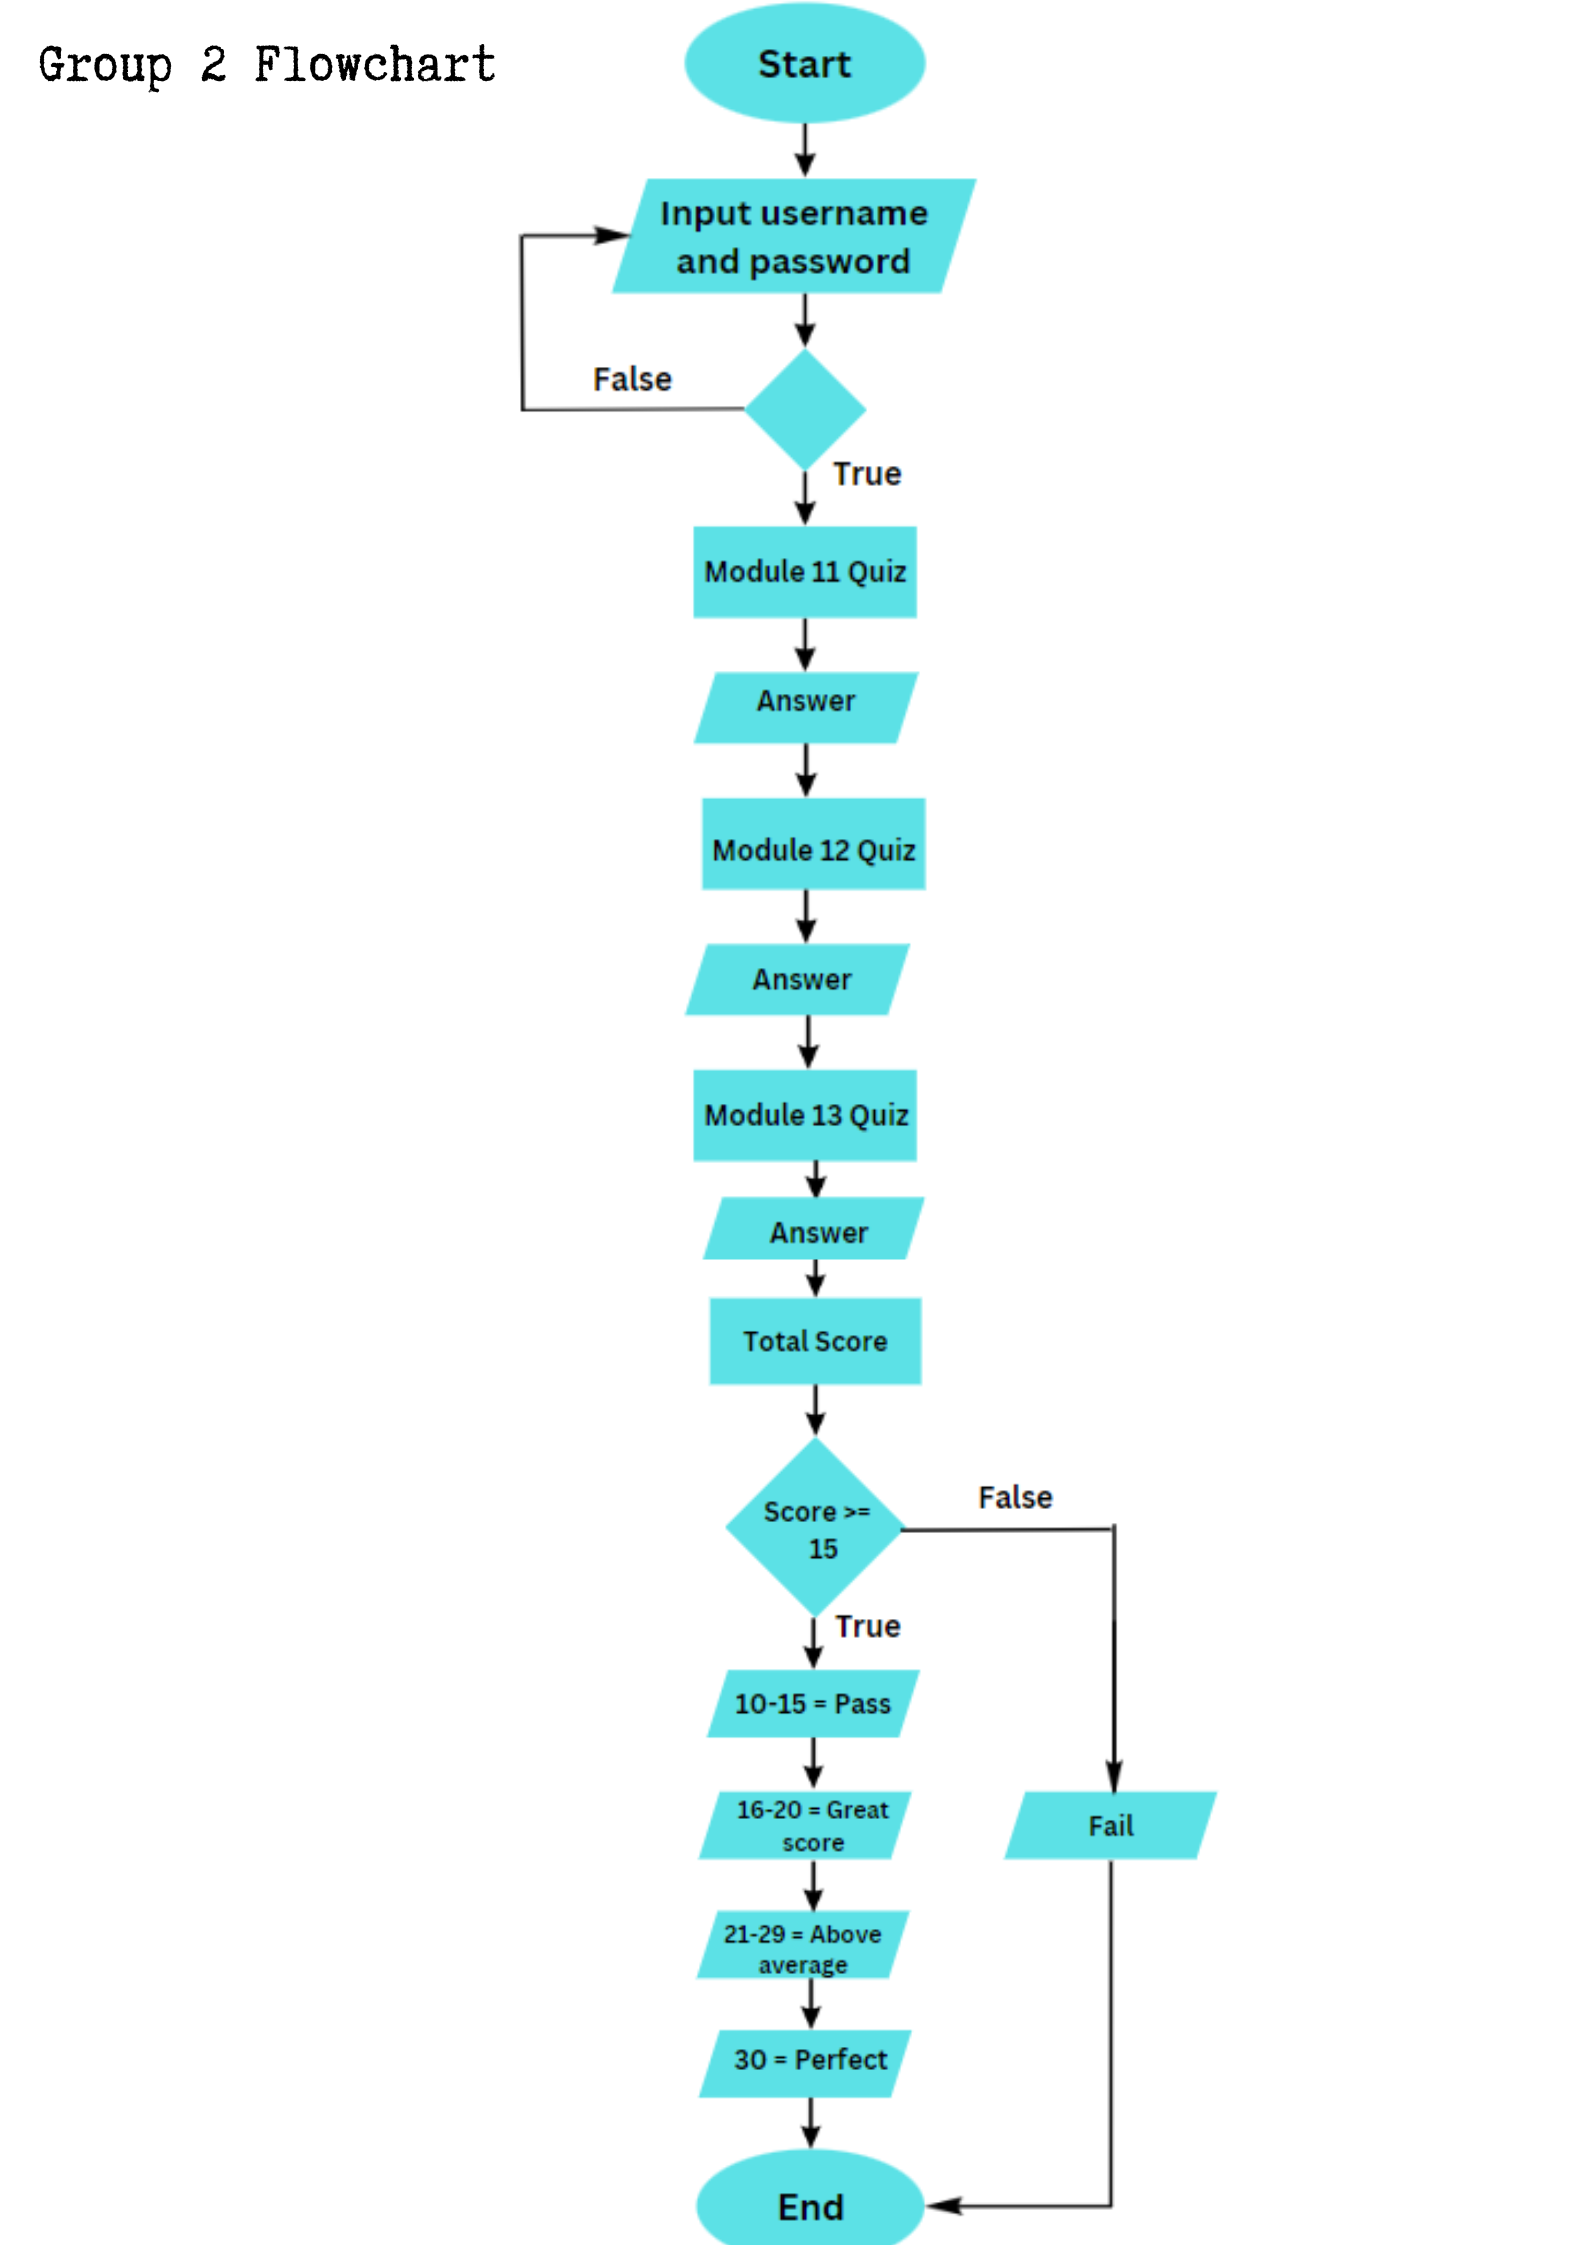 Group 2 Flowchart
Start
Input username
and password
False
True
Module 11 Quiz
Answer
Module 12 Quiz
Answer
Module 13 Quiz
Answer
Total Score
Score >=
15
False
True
10-15 = Pass
16-20 = Great
score
Fail
21-29 = Above
average
30 = Perfect
End